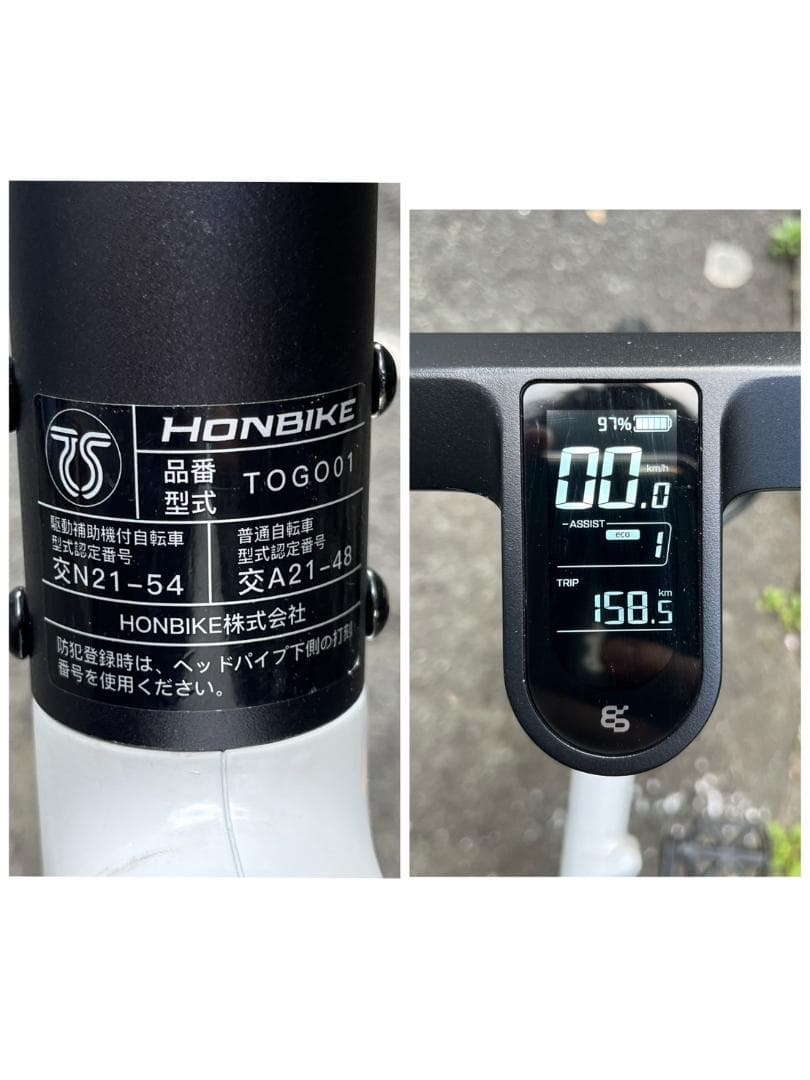 TS
HONBIKE
品番
型式
TOGO01
駆動補助機付自転車
型式認定番号
交N21-54
普通自転車
型式認定番号
交A21-48
HONBIKE株式会社
防犯登録時は、ヘッドパイプ下側の打刻
番号を使用ください。
97%
00.0
km/h
ASSIST
eco
1
TRIP
158.5
km